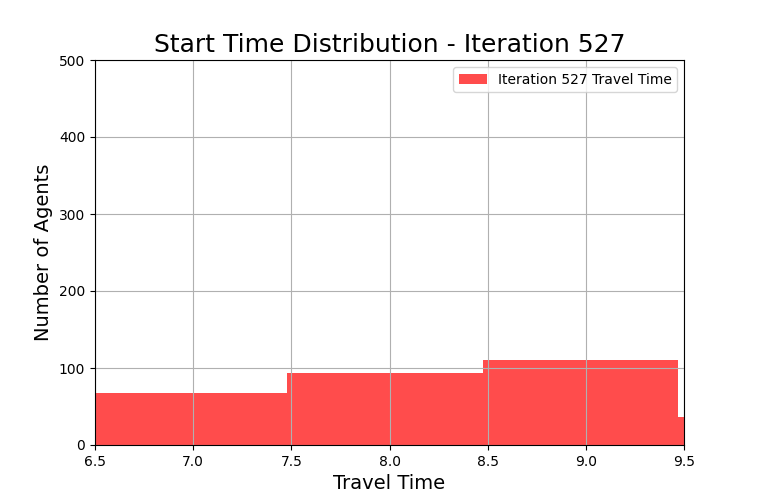 Start Time Distribution - Iteration 527
500
400
300
200
100
0
Number of Agents
Iteration 527 Travel Time
6.5 7.0 7.5 8.0 8.5 9.0 9.5
Travel Time